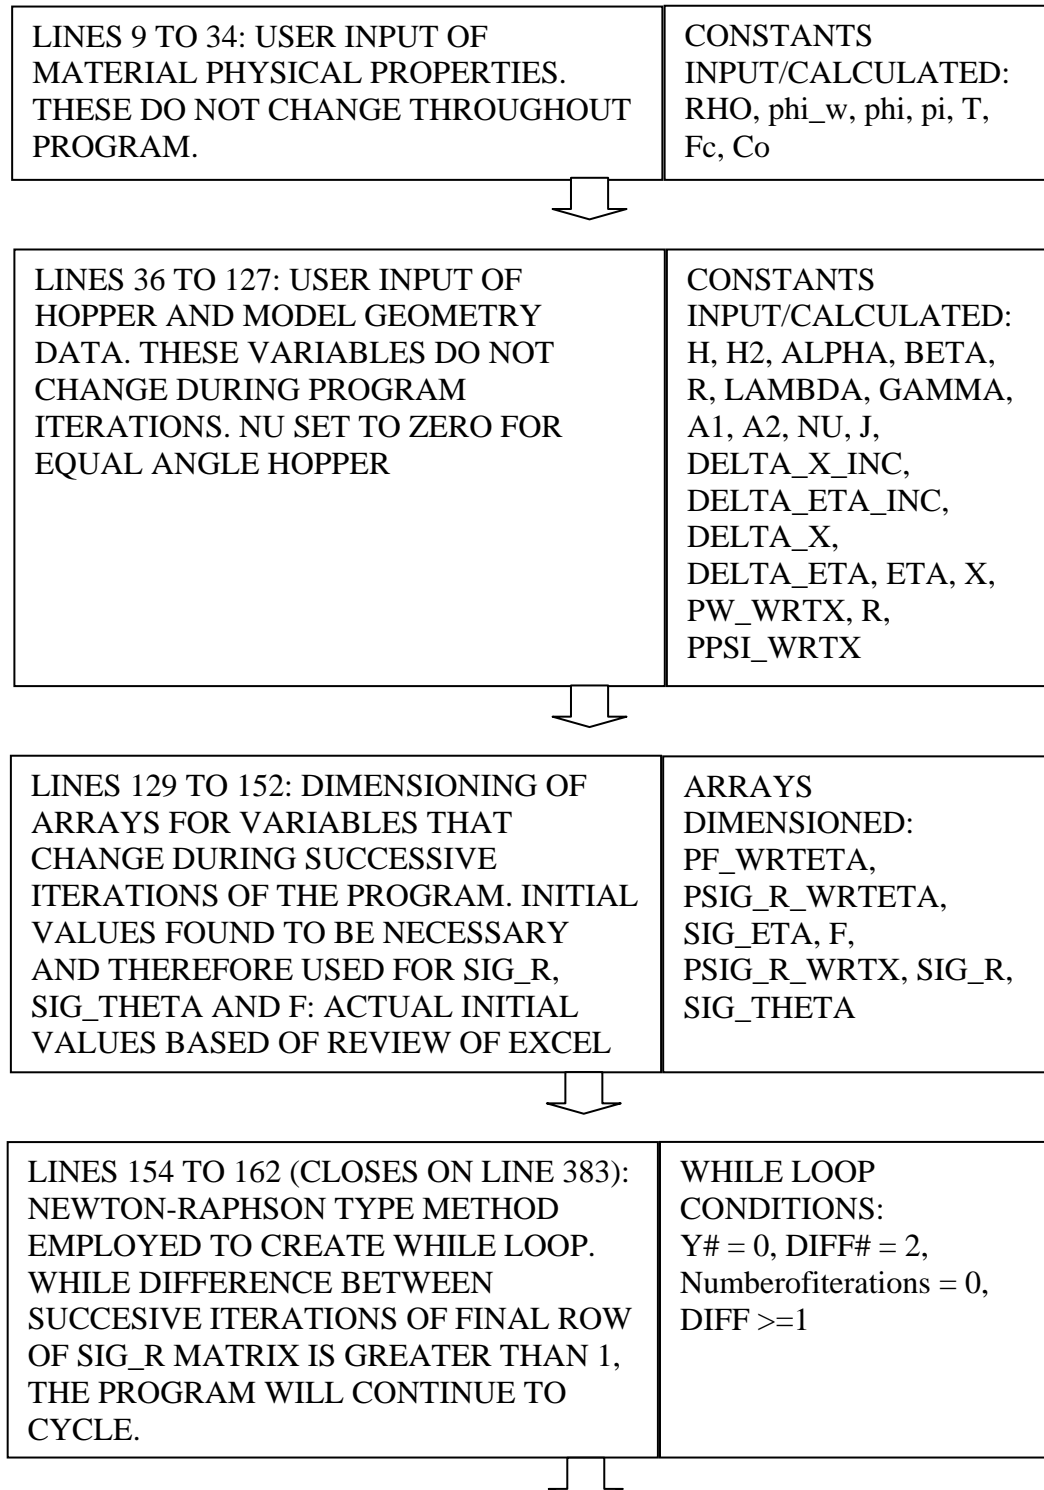 LINES 9 TO 34: USER INPUT OF
MATERIAL PHYSICAL PROPERTIES.
THESE DO NOT CHANGE THROUGHOUT
PROGRAM.
CONSTANTS
INPUT/CALCULATED:
RHO, phi_w, phi, pi, T,
Fc, Co
LINES 36 TO 127: USER INPUT OF
HOPPER AND MODEL GEOMETRY
DATA. THESE VARIABLES DO NOT
CHANGE DURING PROGRAM
ITERATIONS. NU SET TO ZERO FOR
EQUAL ANGLE HOPPER
CONSTANTS
INPUT/CALCULATED:
H, H2, ALPHA, BETA,
R, LAMBDA, GAMMA,
A1, A2, NU, J,
DELTA_X_INC,
DELTA_ETA_INC,
DELTA_X,
DELTA_ETA, ETA, X,
PW_WRTX, R,
PPSI_WRTX
LINES 129 TO 152: DIMENSIONING OF
ARRAYS FOR VARIABLES THAT
CHANGE DURING SUCCESSIVE
ITERATIONS OF THE PROGRAM. INITIAL
VALUES FOUND TO BE NECESSARY
AND THEREFORE USED FOR SIG_R,
SIG_THETA AND F: ACTUAL INITIAL
VALUES BASED OF REVIEW OF EXCEL
ARRAYS
DIMENSIONED:
PF_WRTETA,
PSIG_R_WRTETA,
SIG_ETA, F,
PSIG_R_WRTX, SIG_R,
SIG_THETA
LINES 154 TO 162 (CLOSES ON LINE 383):
NEWTON-RAPHSON TYPE METHOD
EMPLOYED TO CREATE WHILE LOOP.
WHILE DIFFERENCE BETWEEN
SUCCESIVE ITERATIONS OF FINAL ROW
OF SIG_R MATRIX IS GREATER THAN 1,
THE PROGRAM WILL CONTINUE TO
CYCLE.
WHILE LOOP
CONDITIONS:
Y# = 0, DIFF# = 2,
Numberofiterations = 0,
DIFF >=1